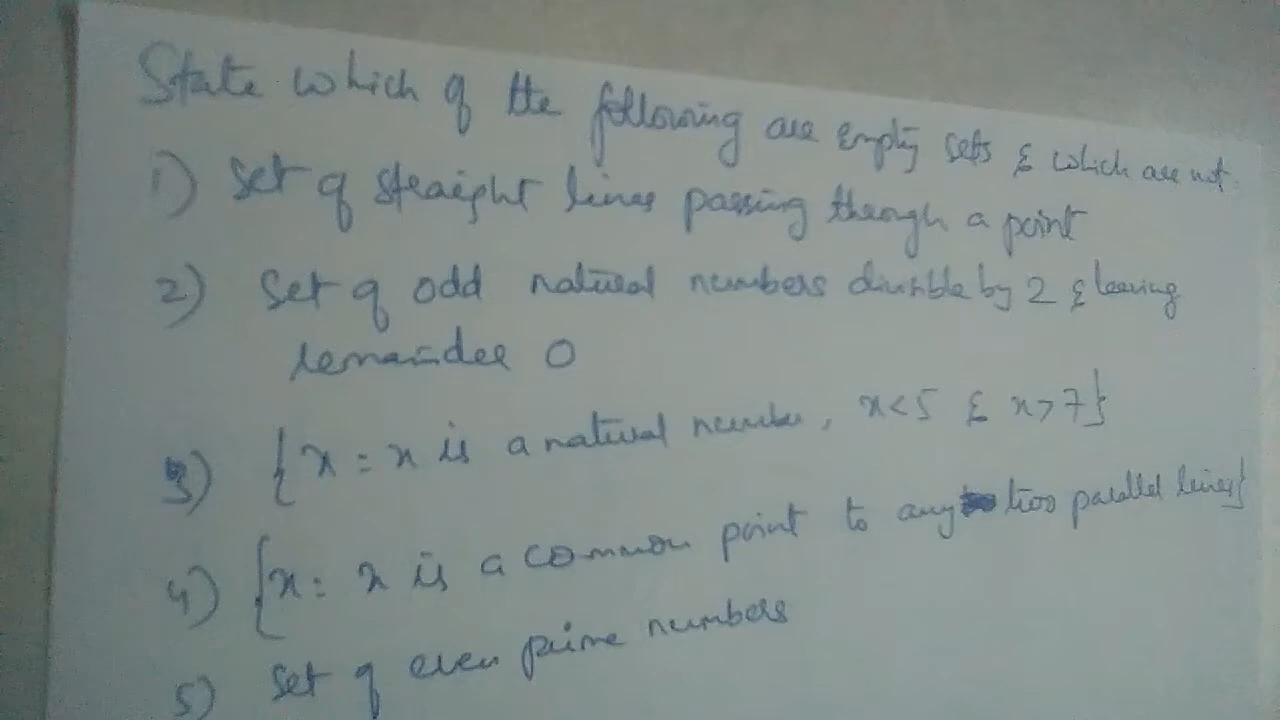 State which of the following are empty sets & which are not.
1) Set of straight lines passing through a point
2) Set of odd natural numbers divisible by 2 & leaving
remainder 0
3) {x : x is a natural number, x<5 & x>7}
4) {x : x is a common point to any two parallel lines}
5) Set of even prime numbers